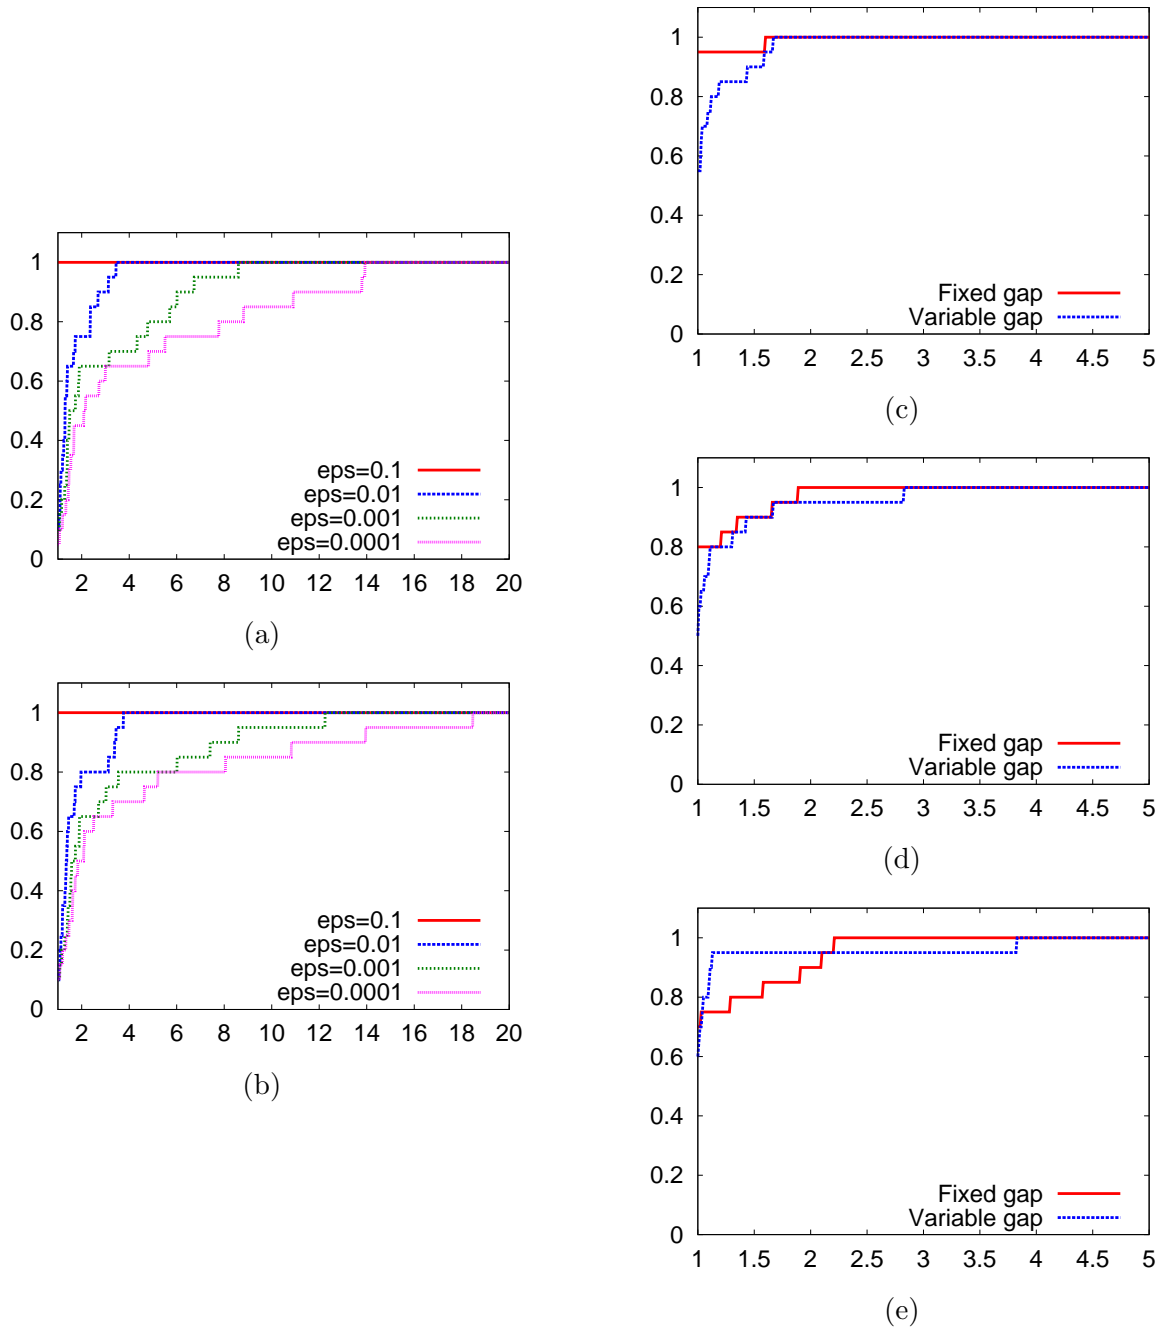 1
0.8
0.6
0.4
0.2
0
eps=0.1
eps=0.01
eps=0.001
eps=0.0001
2 4 6 8 10 12 14 16 18 20
(a)
1
0.8
0.6
0.4
0.2
0
eps=0.1
eps=0.01
eps=0.001
eps=0.0001
2 4 6 8 10 12 14 16 18 20
(b)
1
0.8
0.6
0.4
0.2
0
Fixed gap
Variable gap
1 1.5 2 2.5 3 3.5 4 4.5 5
(c)
1
0.8
0.6
0.4
0.2
0
Fixed gap
Variable gap
1 1.5 2 2.5 3 3.5 4 4.5 5
(d)
1
0.8
0.6
0.4
0.2
0
Fixed gap
Variable gap
1 1.5 2 2.5 3 3.5 4 4.5 5
(e)